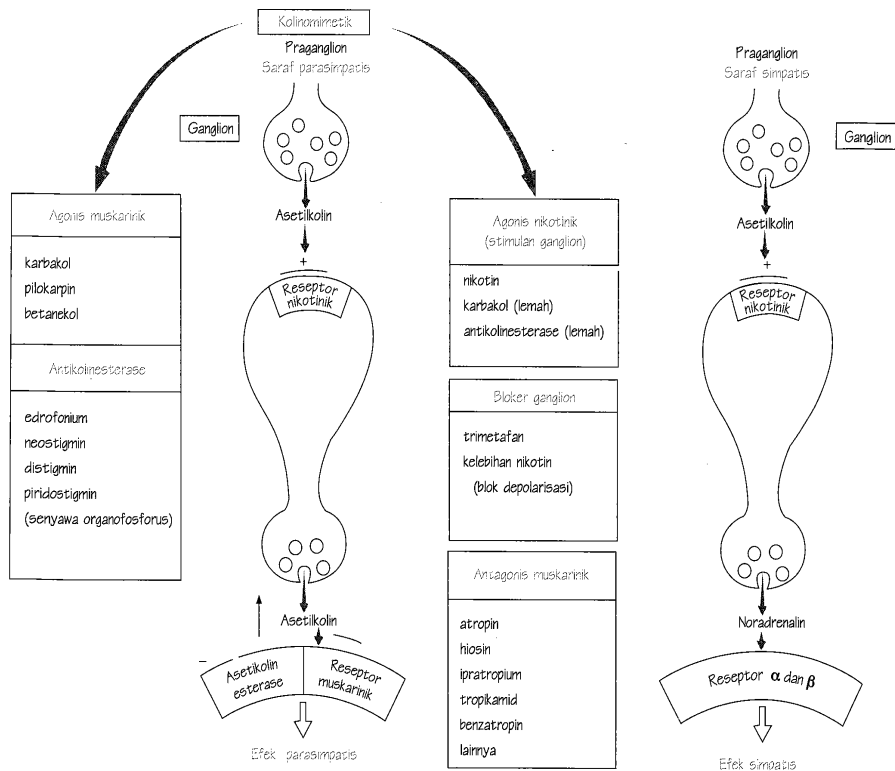 Kolinomimetik
Praganglion
Saraf parasimpatis
Ganglion
Asetilkolin
+
Reseptor
nikotinik
Asetilkolin
Asetikolin
esterase
Reseptor
muskarinik
Efek parasimpatis
Agonis muskarinik
karbakol
pilokarpin
betanekol
Antikolinesterase
edrofonium
neostigmin
distigmin
piridostigmin
(senyawa organofosforus)
Agonis nikotinik
(stimulan ganglion)
nikotin
karbakol (lemah)
antikolinesterase (lemah)
Bloker ganglion
trimetafan
kelebihan nikotin
(blok depolarisasi)
Antagonis muskarinik
atropin
hiosin
ipratropium
tropikamid
benzatropin
lainnya
Praganglion
Saraf simpatis
Ganglion
Asetilkolin
+
Reseptor
nikotinik
Noradrenalin
Reseptor α dan β
Efek simpatis